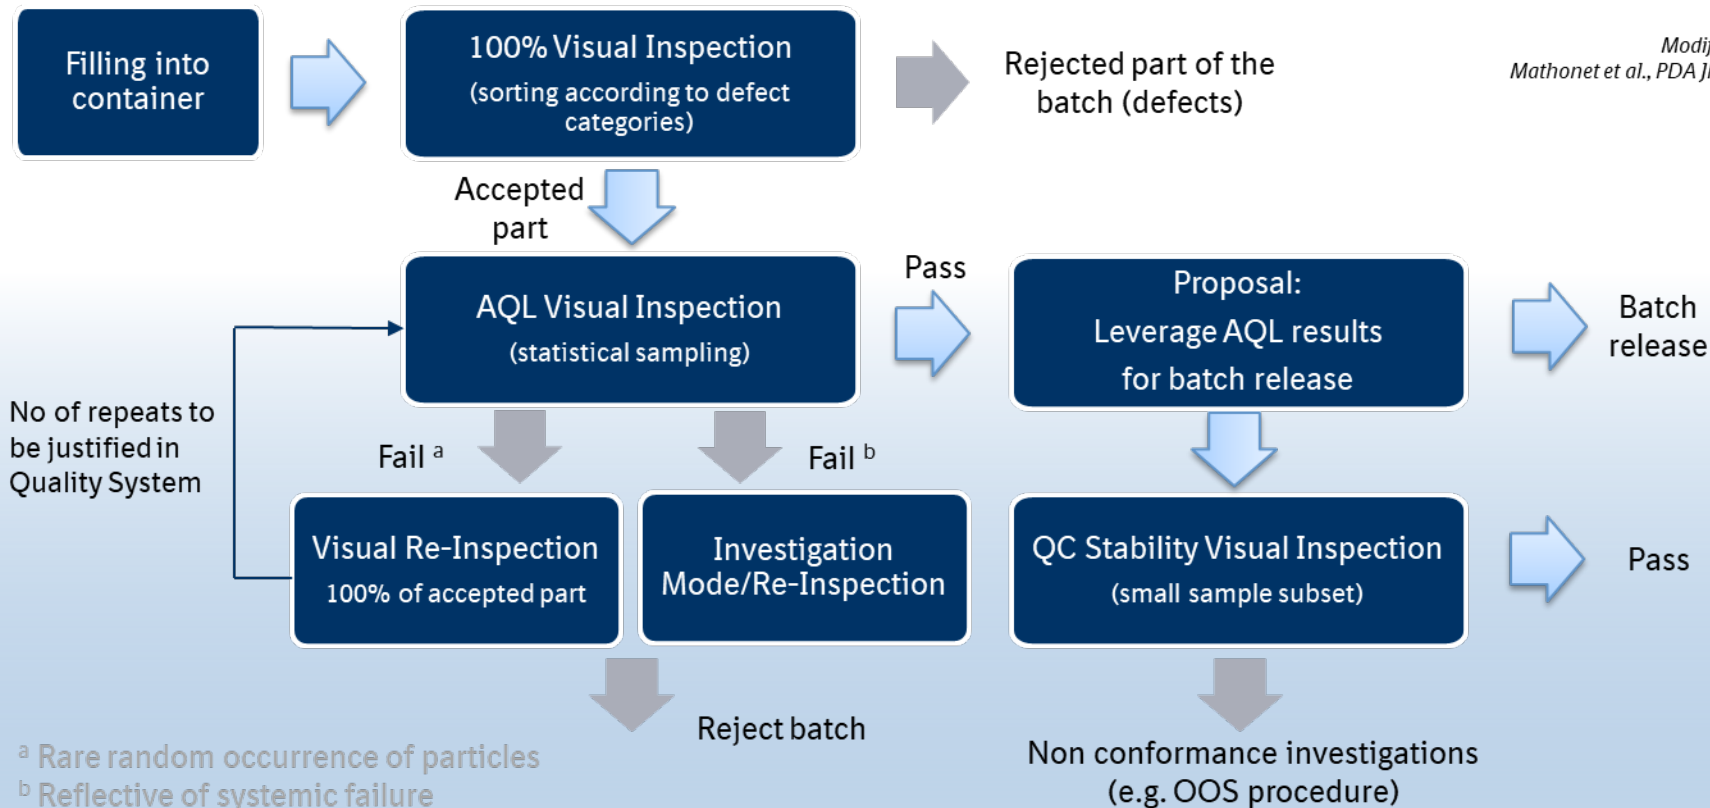 Filling into
container
100% Visual Inspection
(sorting according to defect
categories)
Rejected part of the
batch (defects)
Modif
Mathonet et al., PDA J
Accepted
part
AQL Visual Inspection
(statistical sampling)
Pass
Proposal:
Leverage AQL results
for batch release
Batch
release
No of repeats to
be justified in
Quality System
Fail a
Fail b
Visual Re-Inspection
100% of accepted part
Investigation
Mode/Re-Inspection
QC Stability Visual Inspection
(small sample subset)
Pass
Reject batch
Non conformance investigations
(e.g. OOS procedure)
a Rare random occurrence of particles
b Reflective of systemic failure